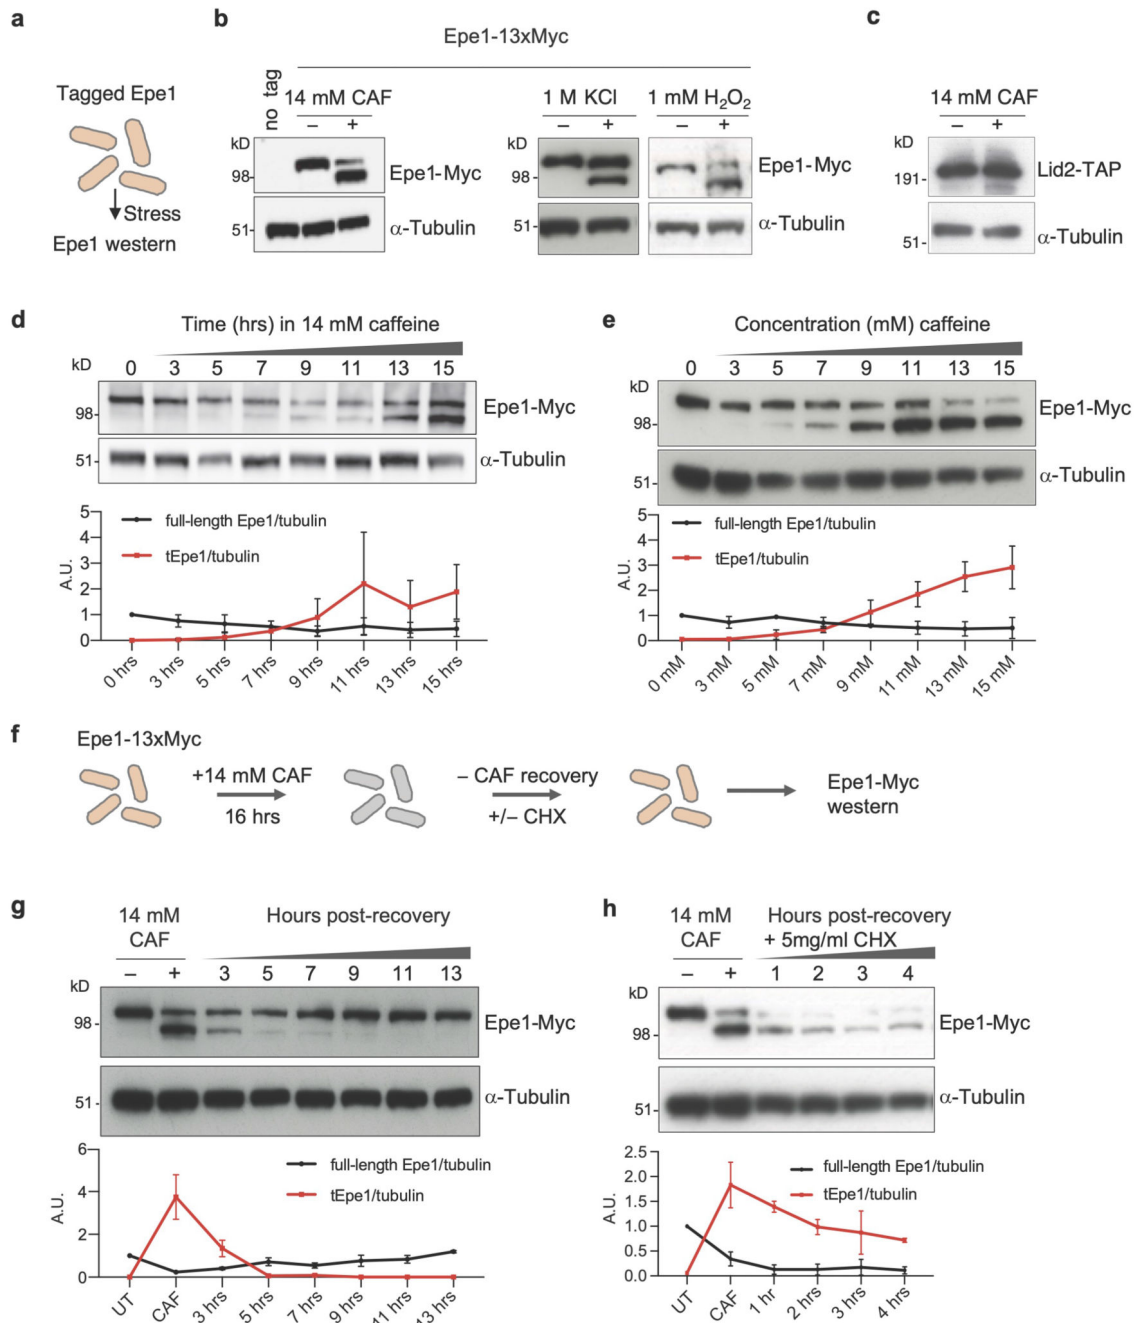 a
Tagged Epe1
Stress
Epe1 western
b
Epe1-13xMyc
no tag
14 mM CAF
1 M KCl
1 mM H₂O₂
– + – + – +
kD
98-
51-
Epe1-Myc
α-Tubulin
98-
51-
Epe1-Myc
α-Tubulin
c
14 mM CAF
– +
kD
191-
51-
Lid2-TAP
α-Tubulin
d
Time (hrs) in 14 mM caffeine
kD 0 3 5 7 9 11 13 15
98-
Epe1-Myc
51-
α-Tubulin
full-length Epe1/tubulin
tEpe1/tubulin
A.U.
5
4
3
2
1
0
0 hrs 3 hrs 5 hrs 7 hrs 9 hrs 11 hrs 13 hrs 15 hrs
e
Concentration (mM) caffeine
0 3 5 7 9 11 13 15
kD
98-
Epe1-Myc
51-
α-Tubulin
full-length Epe1/tubulin
tEpe1/tubulin
A.U.
5
4
3
2
1
0
0 mM 3 mM 5 mM 7 mM 9 mM 11 mM 13 mM 15 mM
f
Epe1-13xMyc
+14 mM CAF
16 hrs
– CAF recovery
+/– CHX
Epe1-Myc
western
g
14 mM
CAF
Hours post-recovery
– + 3 5 7 9 11 13
kD
98-
Epe1-Myc
51-
α-Tubulin
full-length Epe1/tubulin
tEpe1/tubulin
A.U.
6
4
2
0
UT CAF 3 hrs 5 hrs 7 hrs 9 hrs 11 hrs 13 hrs
h
14 mM
CAF
Hours post-recovery
+ 5mg/ml CHX
– + 1 2 3 4
kD
98-
Epe1-Myc
51-
α-Tubulin
full-length Epe1/tubulin
tEpe1/tubulin
A.U.
2.5
2.0
1.5
1.0
0.5
0.0
UT CAF 1 hr 2 hrs 3 hrs 4 hrs